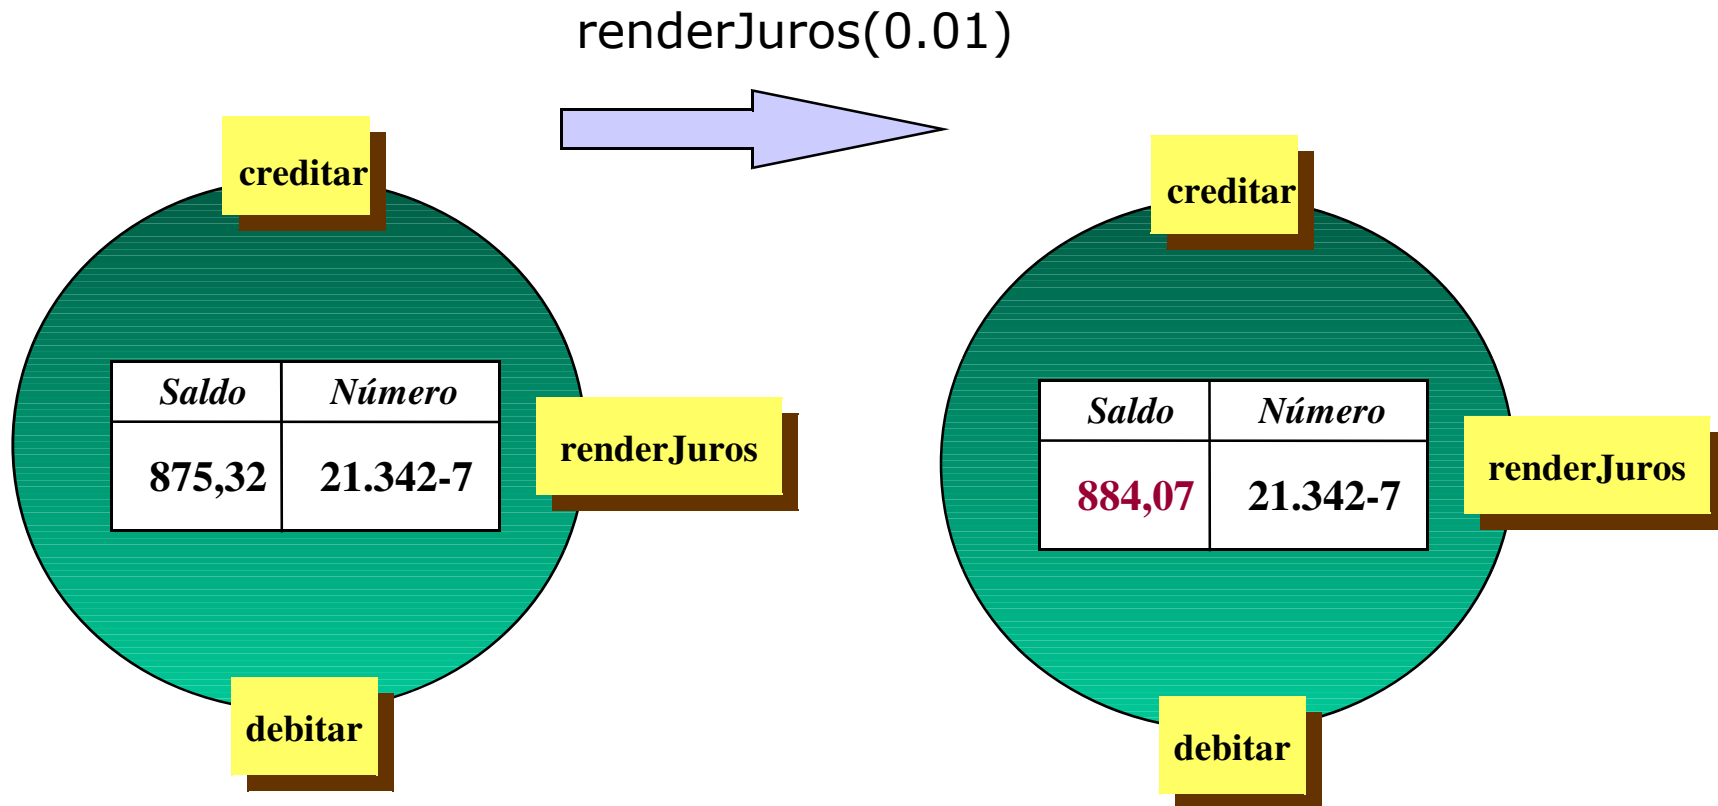 renderJuros(0.01)
creditar
Saldo Número
875,32 21.342-7
renderJuros
debitar
creditar
Saldo Número
884,07 21.342-7
renderJuros
debitar